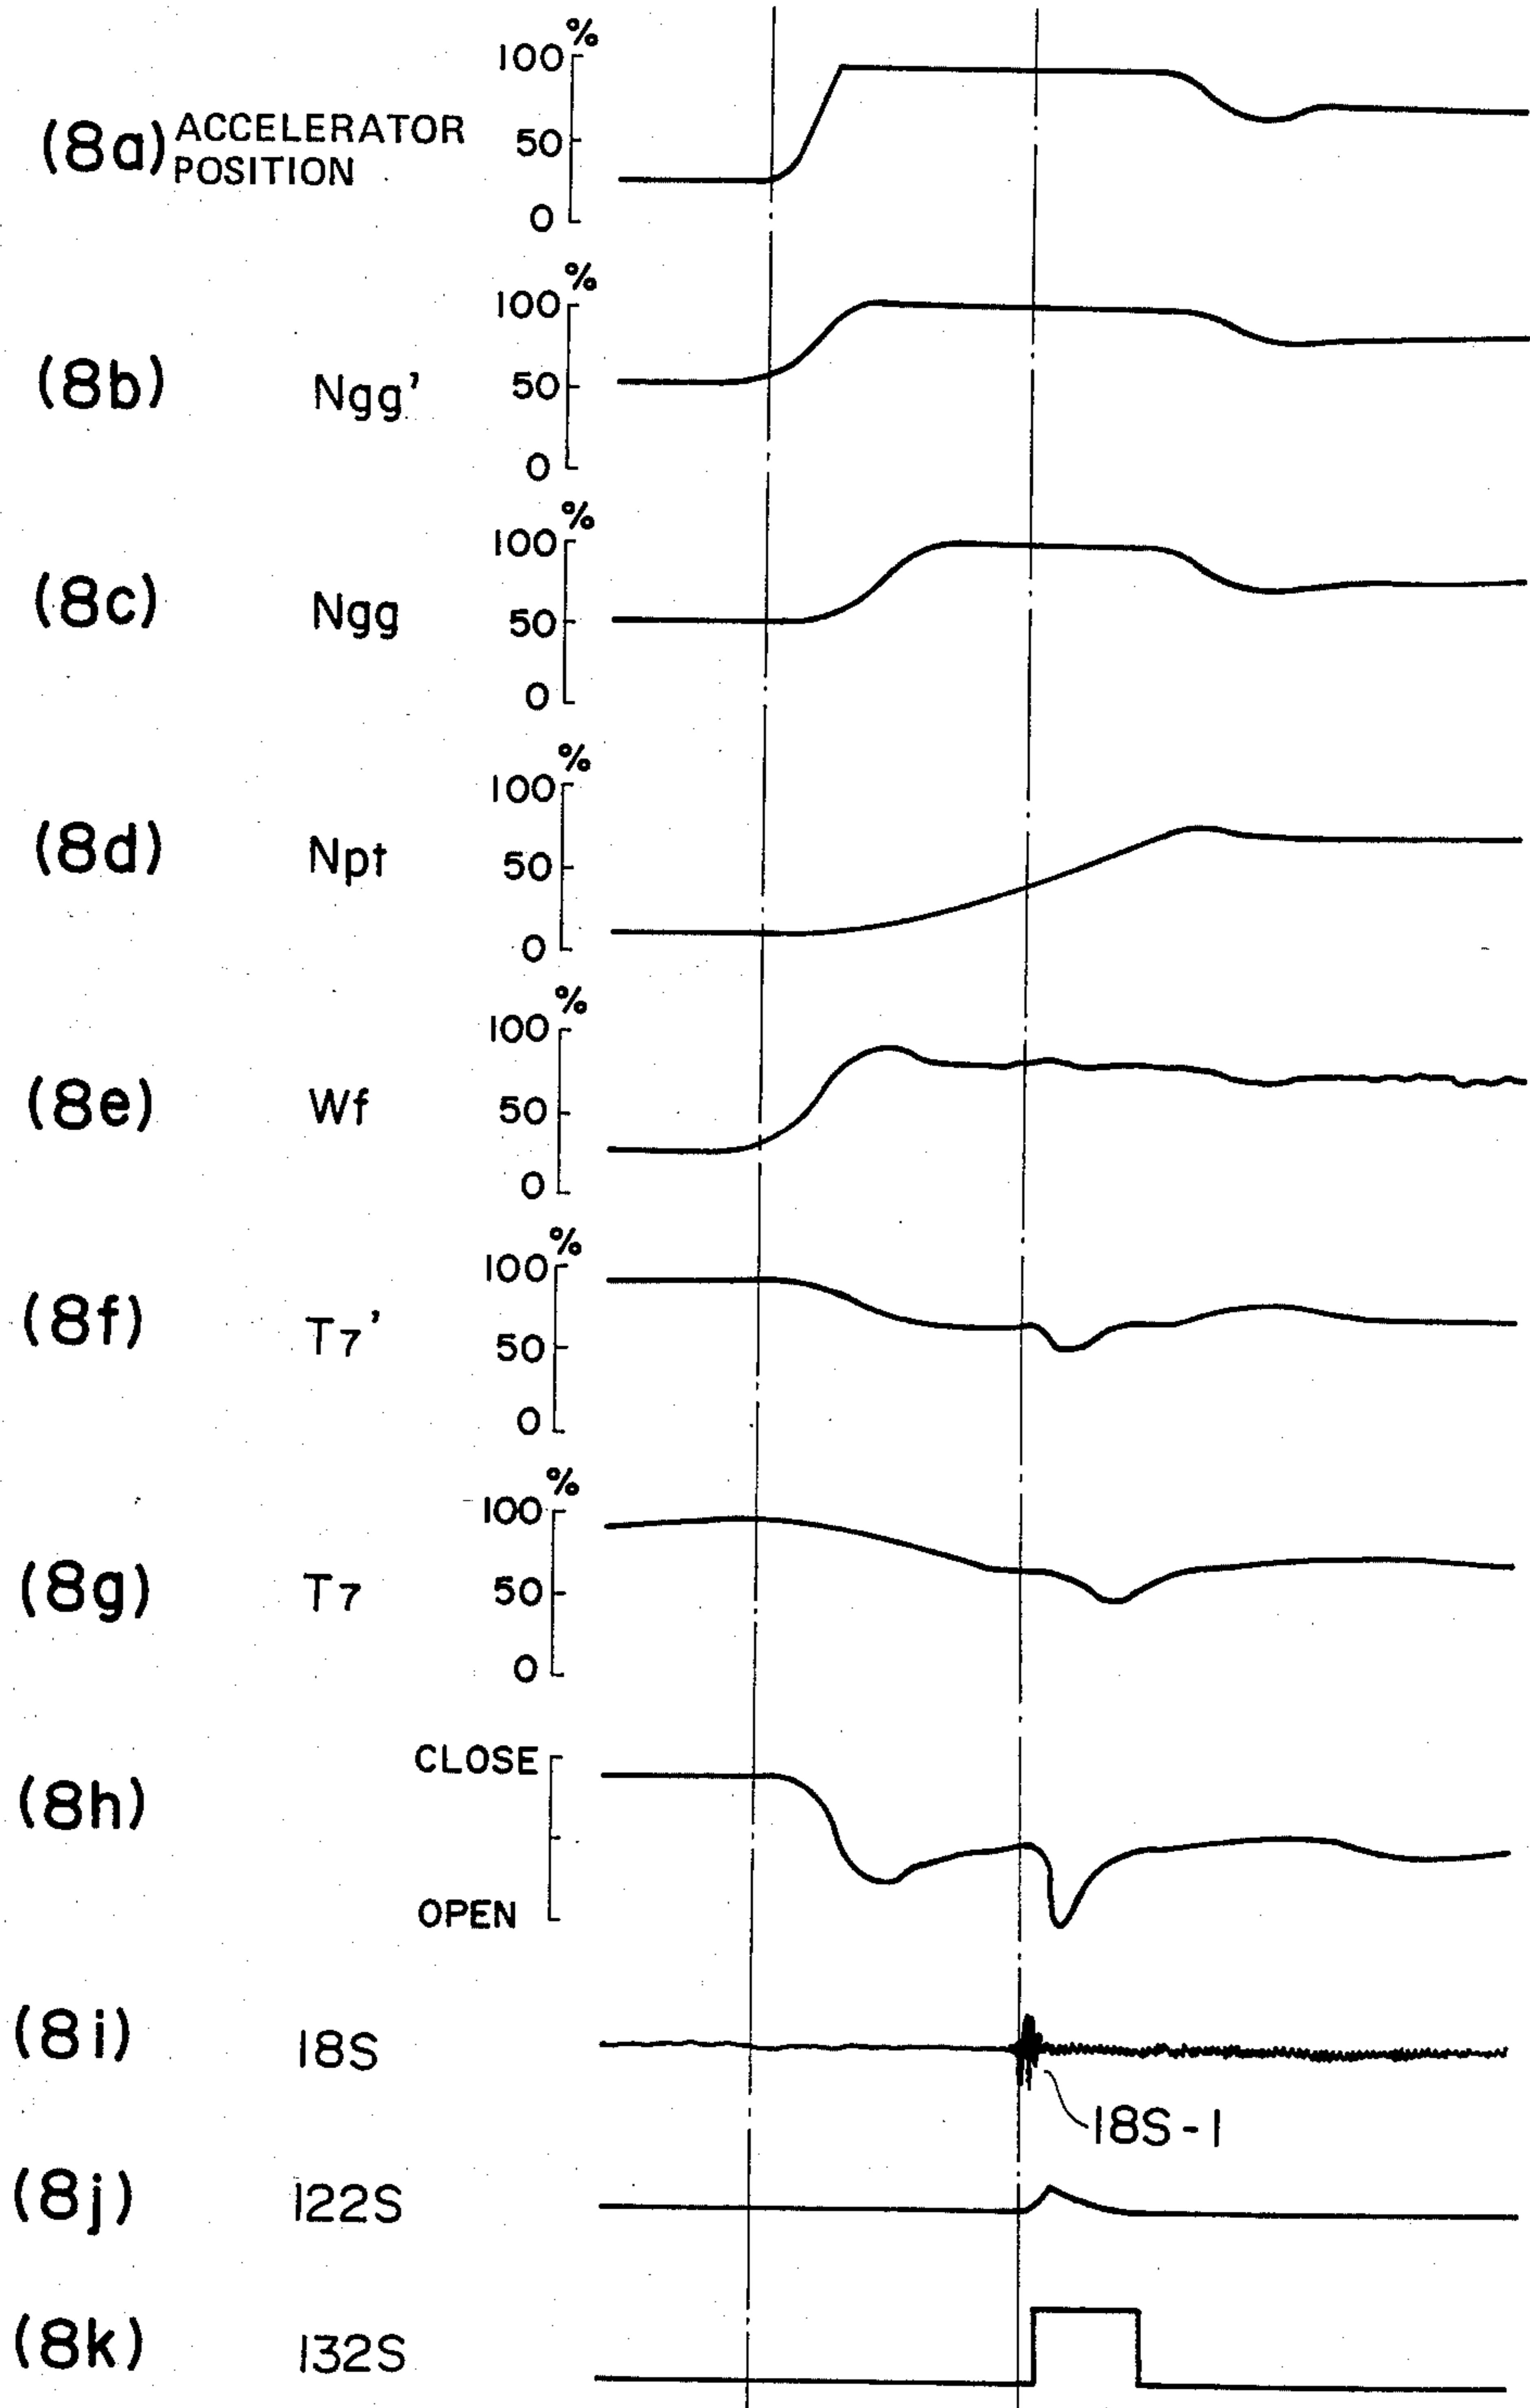 %
100
(8a) ACCELERATOR
POSITION
50
0
%
100
(8b) Ngg' 50
0
%
100
(8c) Ngg 50
0
%
100
(8d) Npt 50
0
%
100
(8e) Wf 50
0
%
100
(8f) T7' 50
0
%
100
(8g) T7 50
0
CLOSE
(8h)
OPEN
(8i) 18S
18S-1
(8j) 122S
(8k) 132S